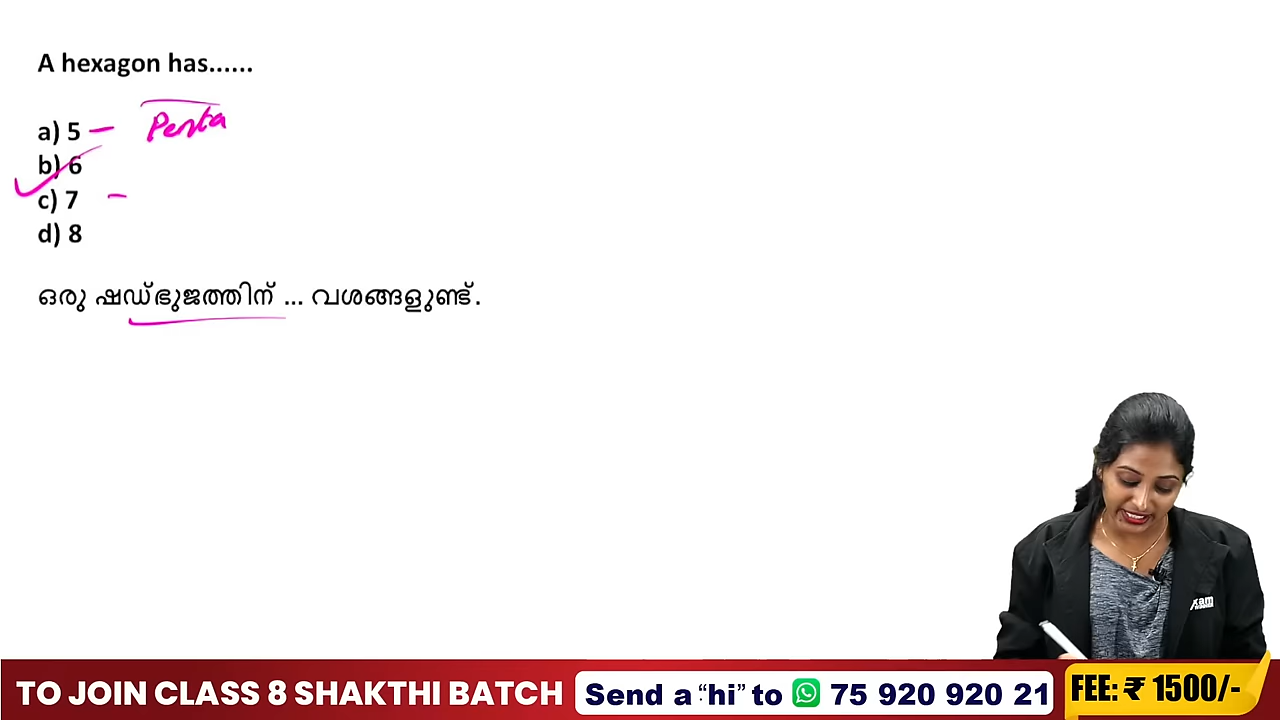 A hexagon has......
a) 5 – Penta
b) 6
c) 7 –
d) 8
ഒരു ഷഡ്ഭുജത്തിന് ... വശങ്ങളുണ്ട്.
TO JOIN CLASS 8 SHAKTHI BATCH Send a “hi” to 75 920 920 21 FEE: ₹ 1500/-